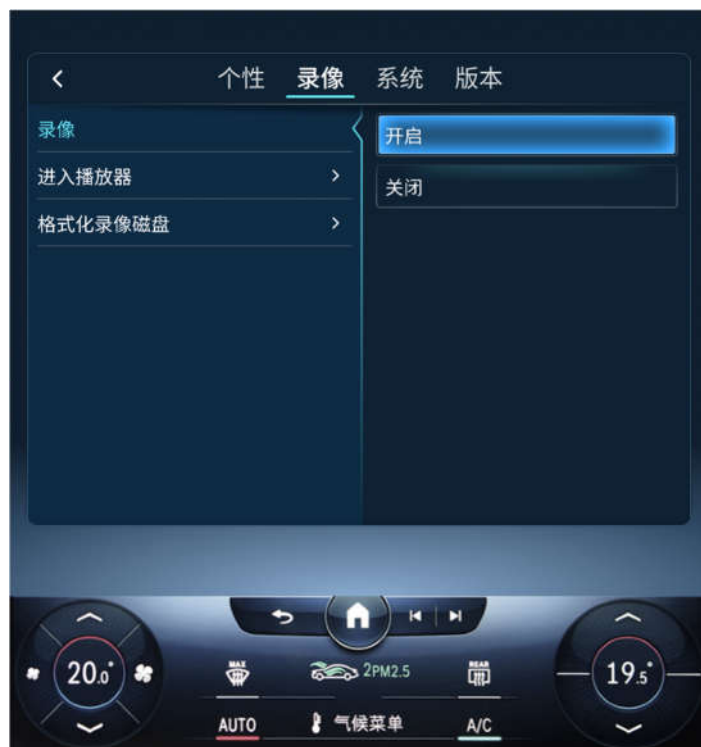 个性 录像 系统 版本
录像
开启
进入播放器
关闭
格式化录像磁盘
20.0°
MAX
2PM2.5
REAR
19.5°
AUTO
气候菜单
A/C